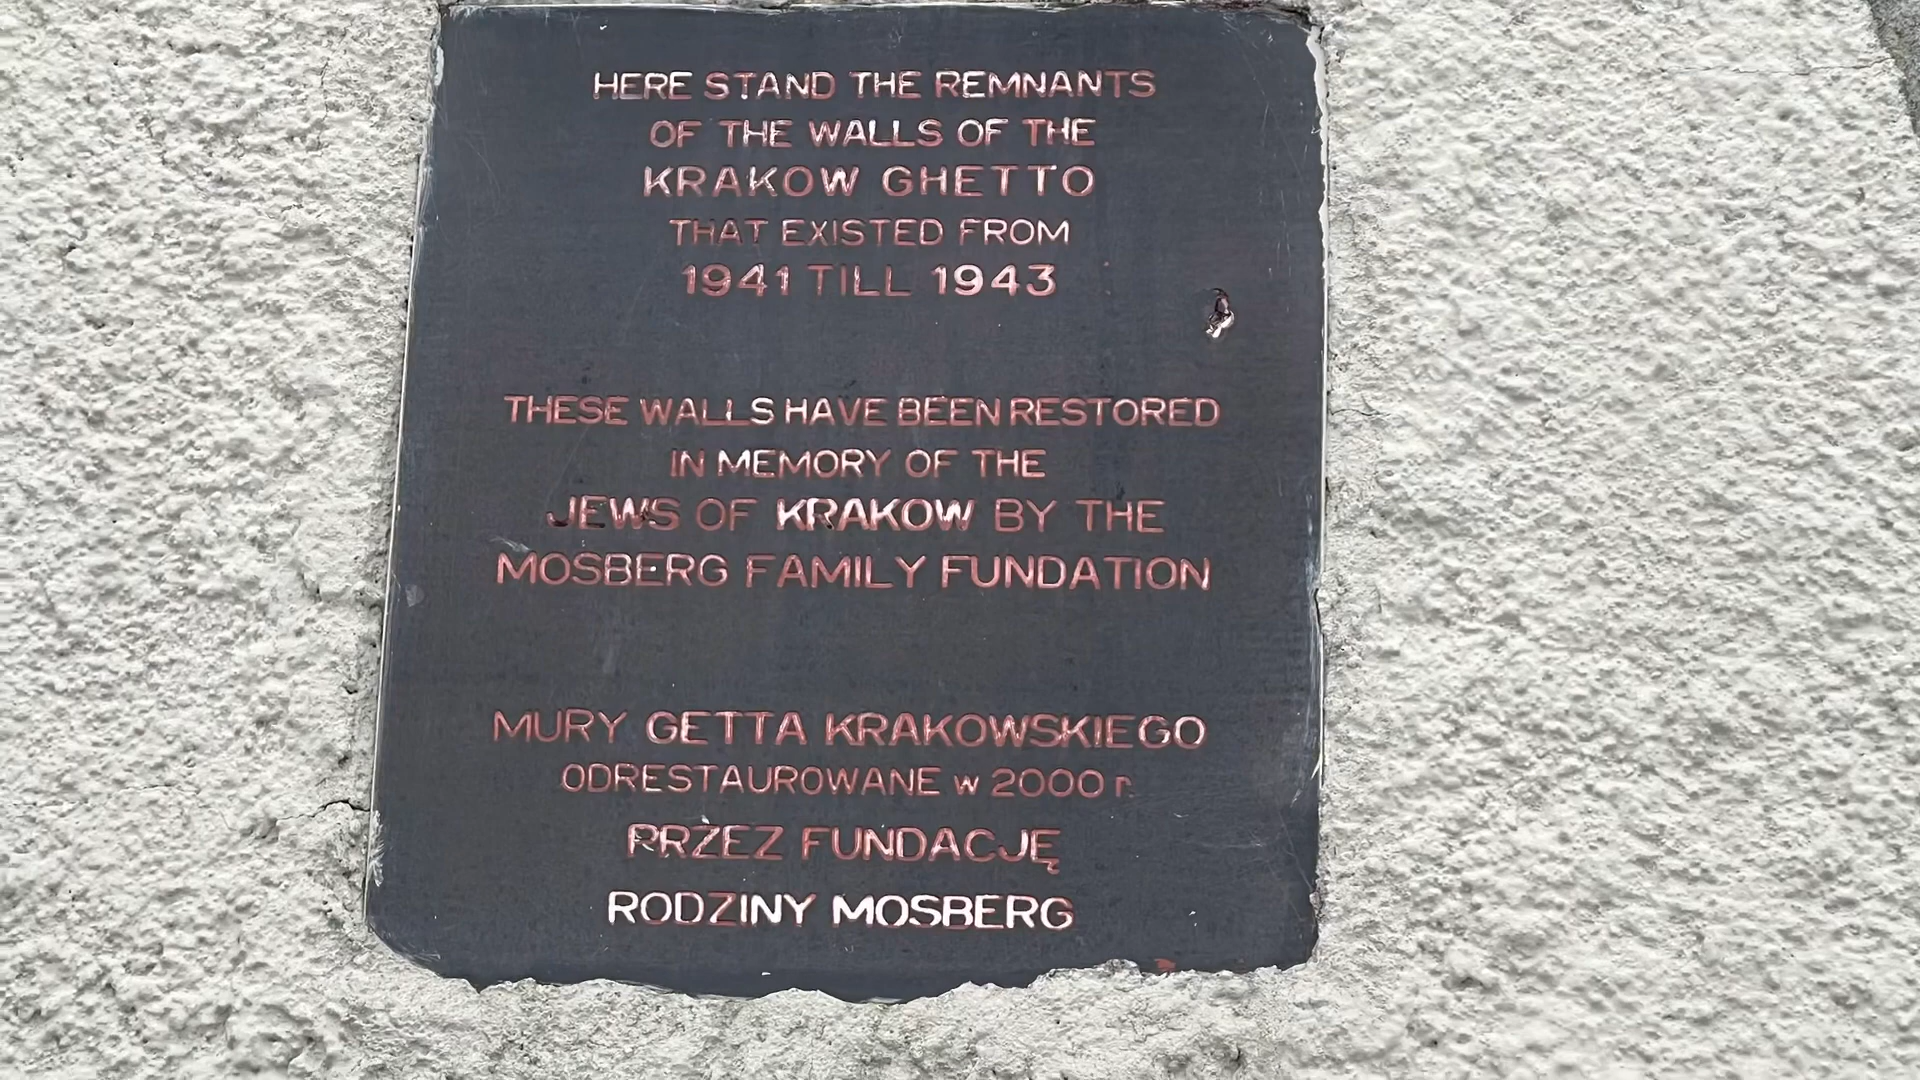 HERE STAND THE REMNANTS
OF THE WALLS OF THE
KRAKOW GHETTO
THAT EXISTED FROM
1941 TILL 1943
THESE WALLS HAVE BEEN RESTORED
IN MEMORY OF THE
JEWS OF KRAKOW BY THE
MOSBERG FAMILY FUNDATION
MURY GETTA KRAKOWSKIEGO
ODRESTAUROWANE w 2000 r.
PRZEZ FUNDACJĘ
RODZINY MOSBERG